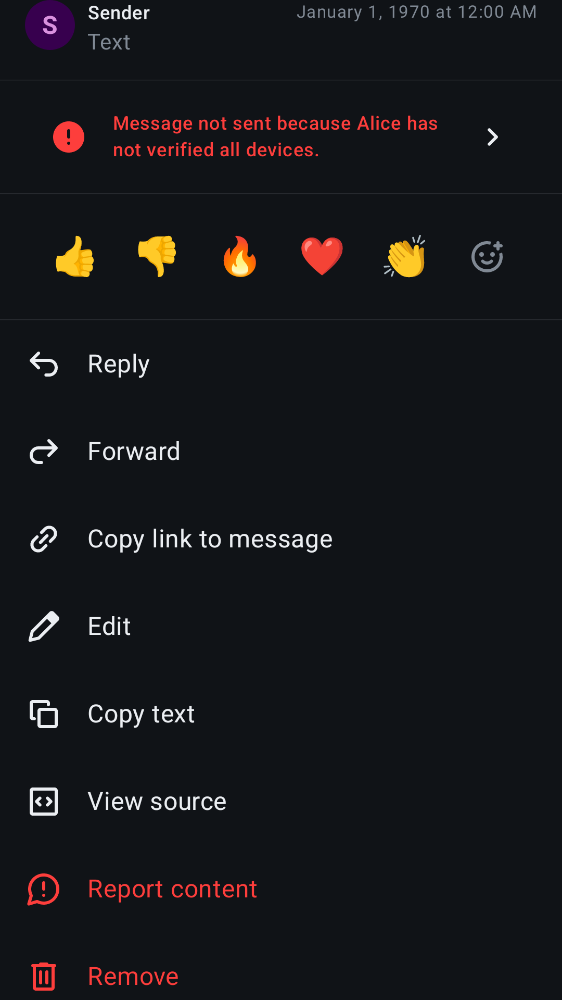 S
Sender
January 1, 1970 at 12:00 AM
Text
Message not sent because Alice has
not verified all devices.
Reply
Forward
Copy link to message
Edit
Copy text
View source
Report content
Remove